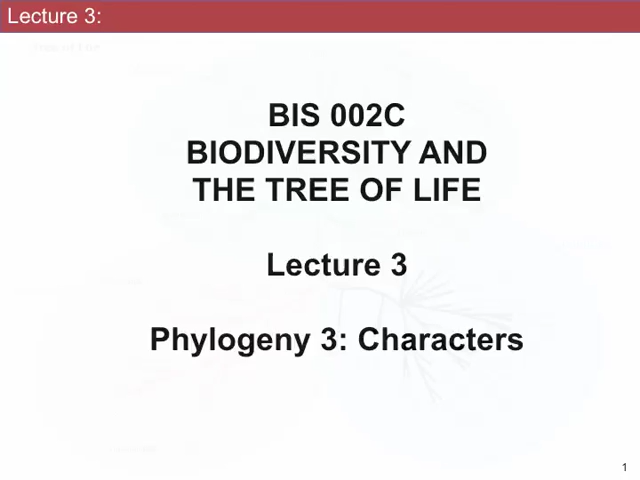 Lecture 3:
BIS 002C
BIODIVERSITY AND
THE TREE OF LIFE
Lecture 3
Phylogeny 3: Characters
1